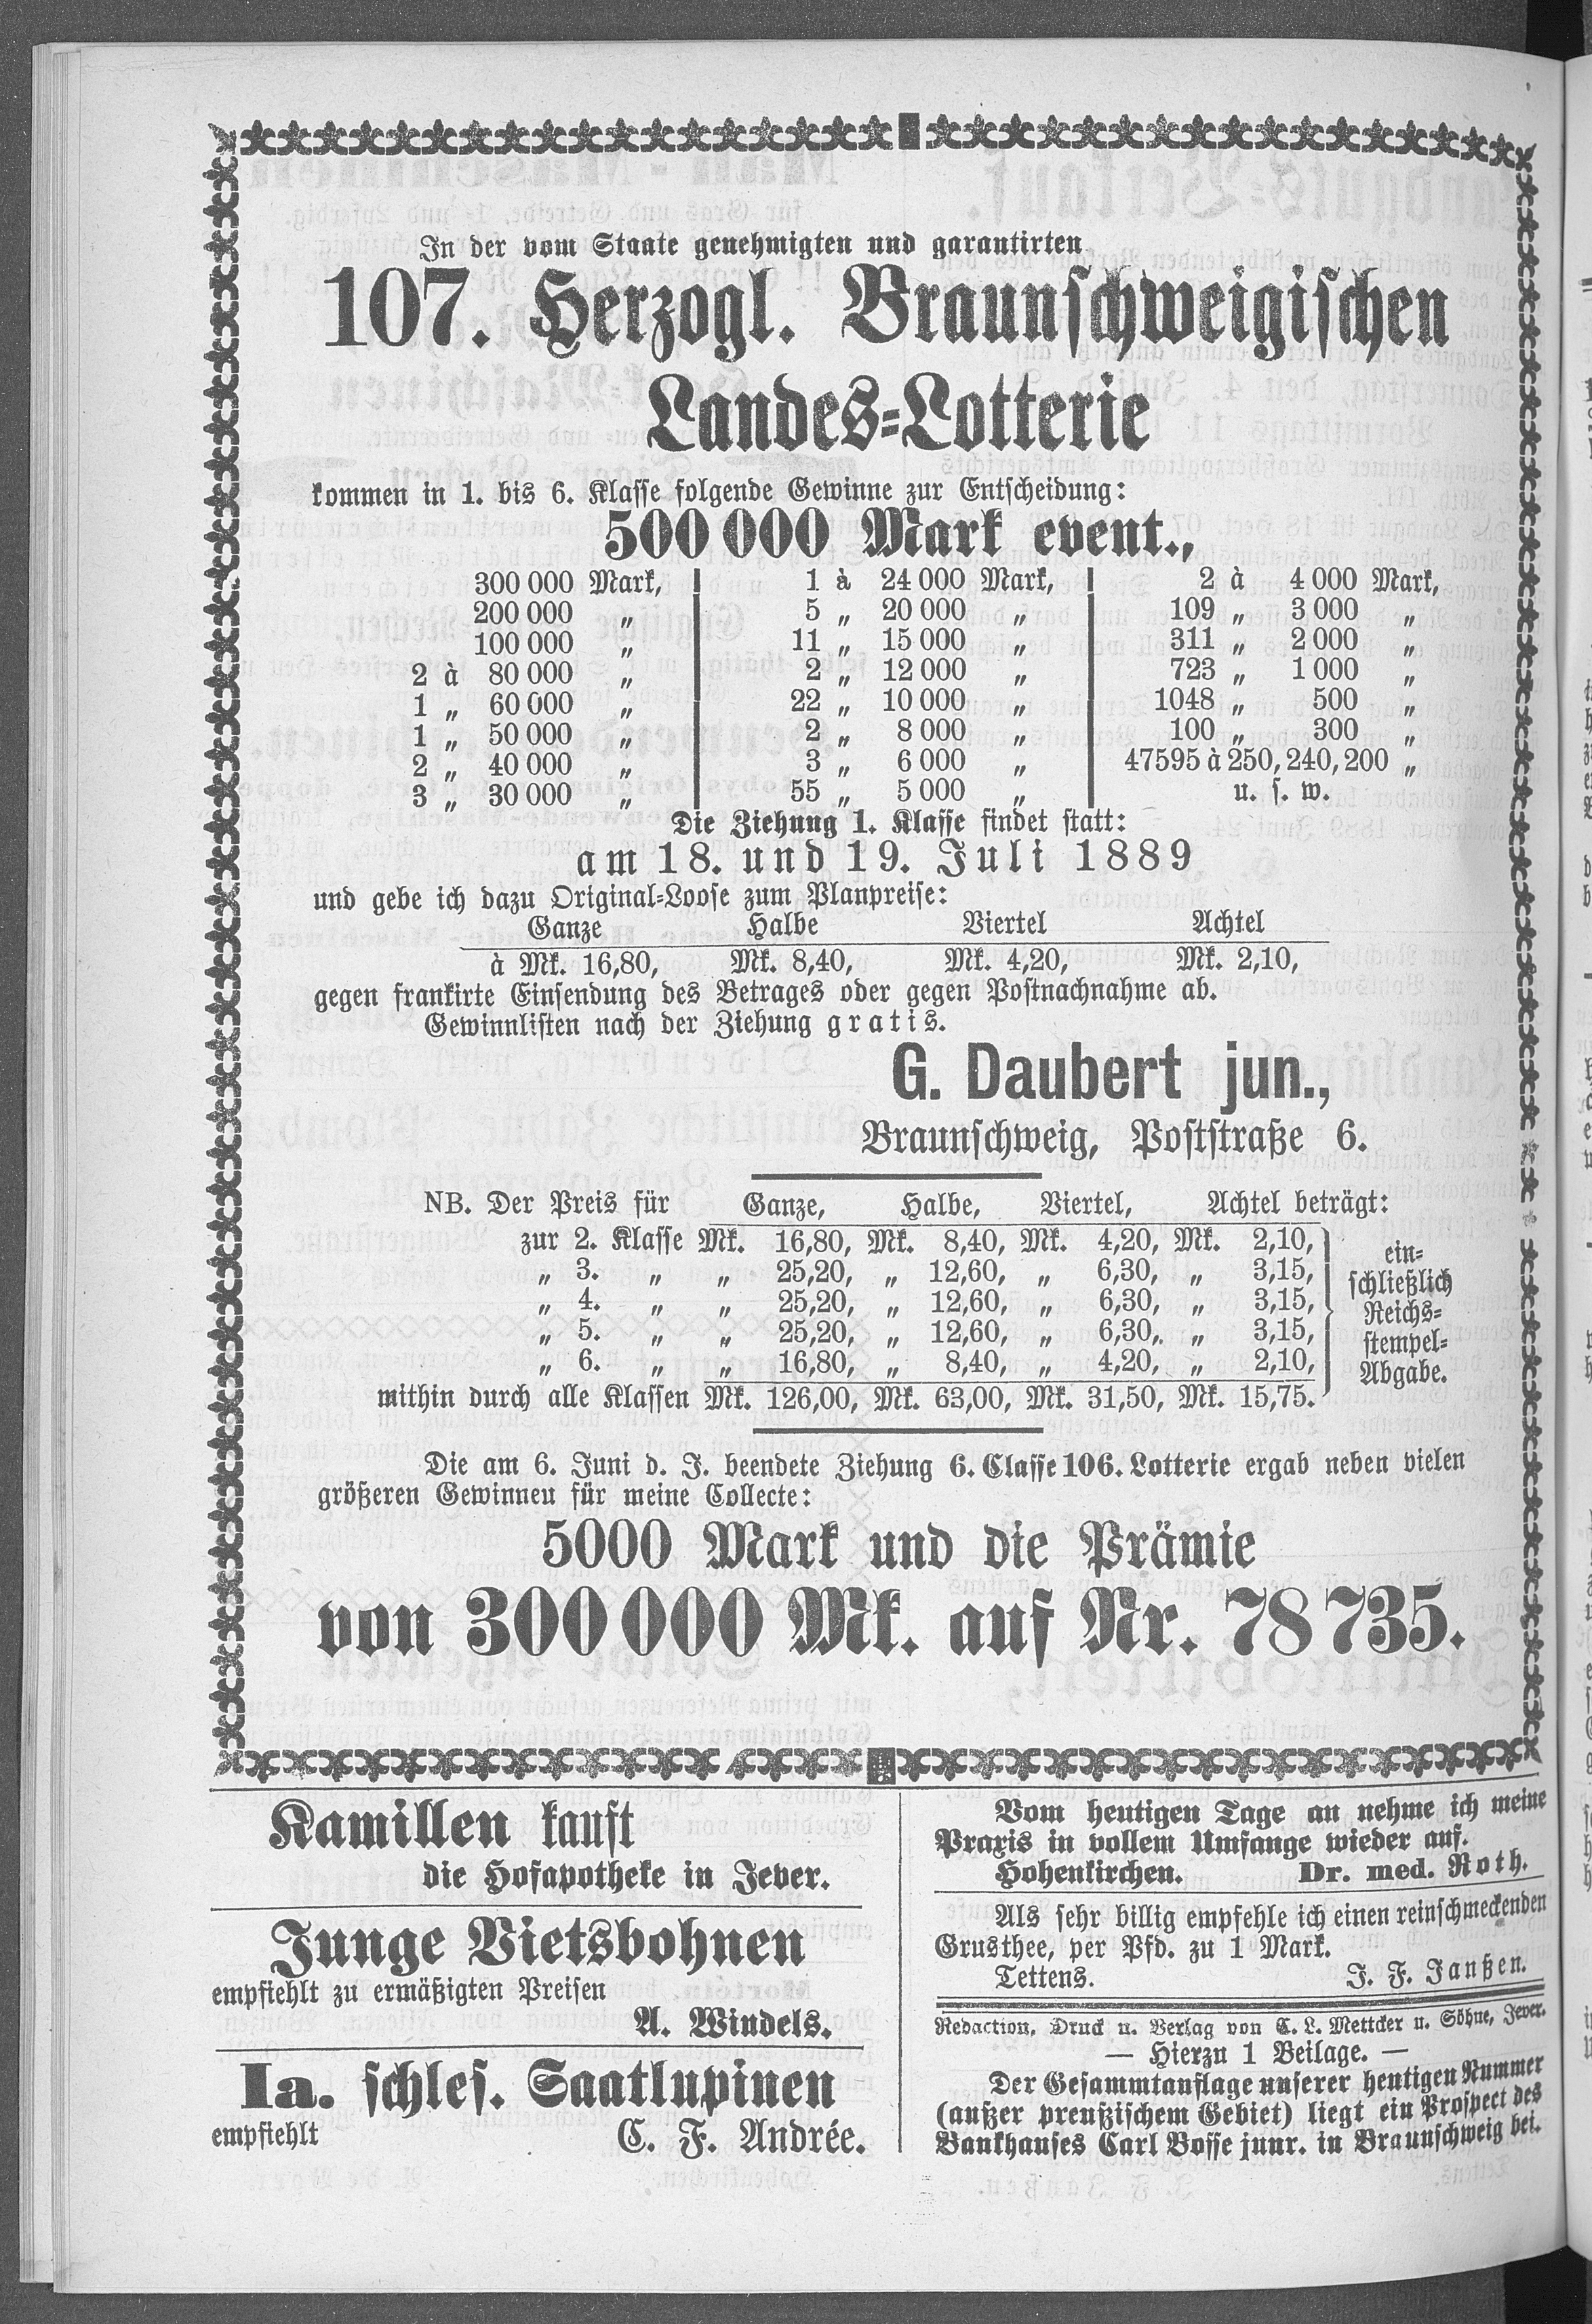 In der vom Staate genehmigten und garantirten
107. Herzogl. Braunschweigischen
Landes=Lotterie
kommen in 1. bis 6. Klasse folgende Gewinne zur Entscheidung:
500 000 Mark event.,
300 000 Mark, 1 à 24 000 Mark, 2 à 4 000 Mark,
200 000 „ 5 „ 20 000 „ 109 „ 3 000 „
100 000 „ 11 „ 15 000 „ 311 „ 2 000 „
2 à 80 000 „ 2 „ 12 000 „ 723 „ 1 000 „
1 „ 60 000 „ 22 „ 10 000 „ 1048 „ 500 „
1 „ 50 000 „ 2 „ 8 000 „ 100 „ 300 „
2 „ 40 000 „ 3 „ 6 000 „ 47595 à 250, 240, 200 „
3 „ 30 000 „ 55 „ 5 000 „ u. s. w.
Die Ziehung 1. Klasse findet statt:
am 18. und 19. Juli 1889
und gebe ich dazu Original=Loose zum Planpreise:
Ganze Halbe Viertel Achtel
à Mk. 16,80, Mk. 8,40, Mk. 4,20, Mk. 2,10,
gegen frankirte Einsendung des Betrages oder gegen Postnachnahme ab.
Gewinnlisten nach der Ziehung gratis.
G. Daubert jun.,
Braunschweig, Poststraße 6.
NB. Der Preis für Ganze, Halbe, Viertel, Achtel beträgt:
zur 2. Klasse Mk. 16,80, Mk. 8,40, Mk. 4,20, Mk. 2,10,
„ 3. „ „ 25,20, „ 12,60, „ 6,30, „ 3,15,
„ 4. „ „ 25,20, „ 12,60, „ 6,30, „ 3,15,
„ 5. „ „ 25,20, „ 12,60, „ 6,30, „ 3,15,
„ 6. „ „ 16,80, „ 8,40, „ 4,20, „ 2,10,
mithin durch alle Klassen Mk. 126,00, Mk. 63,00, Mk. 31,50, Mk. 15,75.
ein=
schließlich
Reichs=
stempel=
Abgabe.
Die am 6. Juni d. J. beendete Ziehung 6. Classe 106. Lotterie ergab neben vielen
größeren Gewinneu für meine Collecte:
5000 Mark und die Prämie
von 300 000 Mk. auf Nr. 78 735.
Kamillen kauft
die Hofapotheke in Jever.
Junge Vietsbohnen
empfiehlt zu ermäßigten Preisen
A. Windels.
Ia. schles. Saatlupinen
empfiehlt C. F. Andrée.
Vom heutigen Tage an nehme ich meine
Praxis in vollem Umfange wieder auf.
Hohenkirchen. Dr. med. Roth.
Als sehr billig empfehle ich einen reinschmeckenden
Grusthee, per Pfd. zu 1 Mark.
Tettens. J. F. Janßen.
Redaction, Druck u. Verlag von C. L. Mettcker u. Söhne, Jever.
— Hierzu 1 Beilage. —
Der Gesammtauflage unserer heutigen Nummer
(außer preußischem Gebiet) liegt ein Prospect des
Bankhauses Carl Bosse junr. in Braunschweig bei.